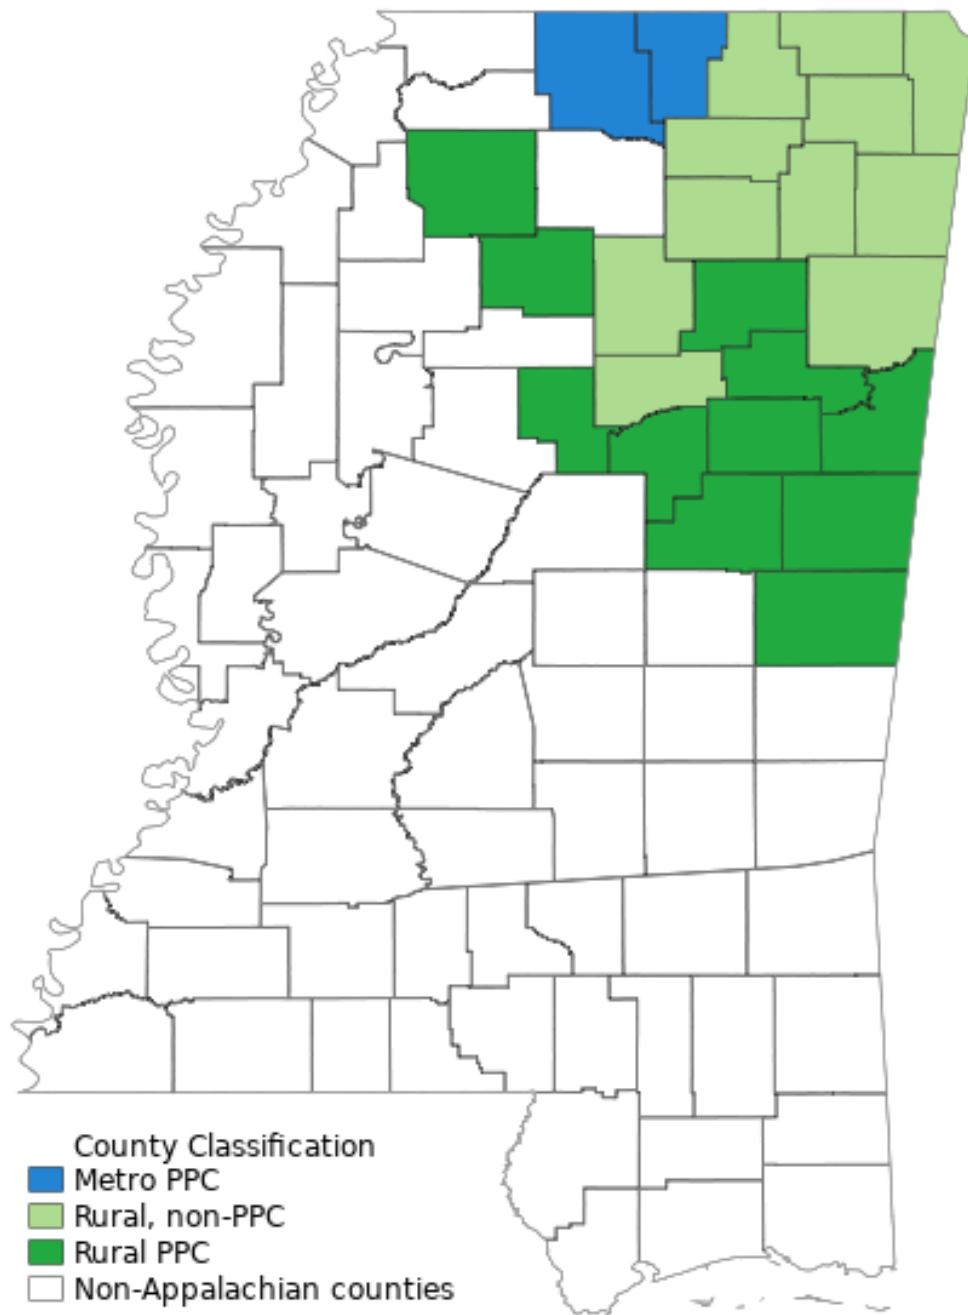 County Classification
Metro PPC
Rural, non-PPC
Rural PPC
Non-Appalachian counties